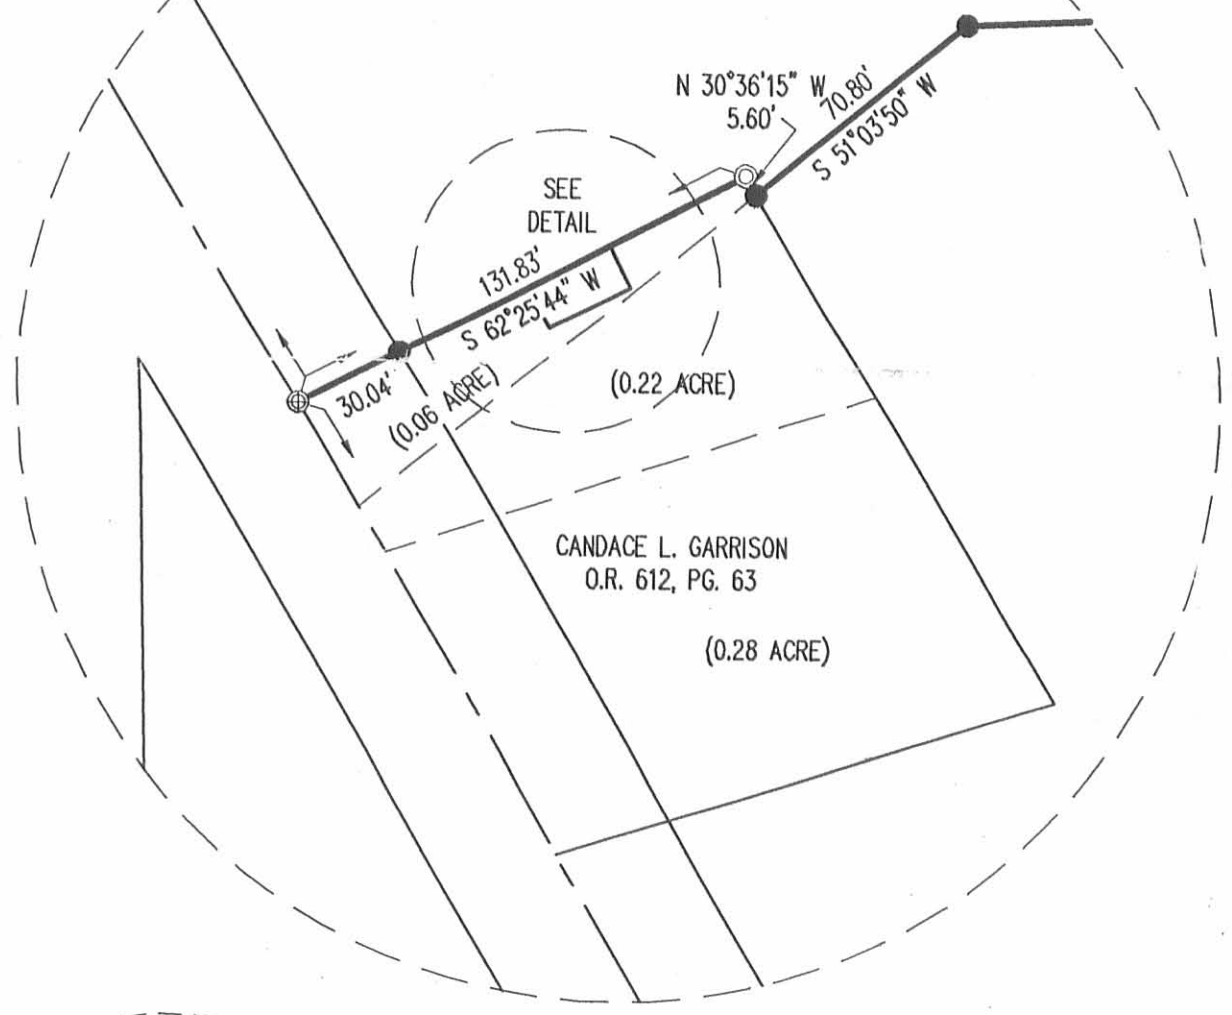 N 30°36'15" W
5.60'
70.80'
S 51°03'50" W
SEE
DETAIL
131.83'
S 62°25'44" W
30.04'
(0.06 ACRE)
(0.22 ACRE)
CANDACE L. GARRISON
O.R. 612, PG. 63
(0.28 ACRE)